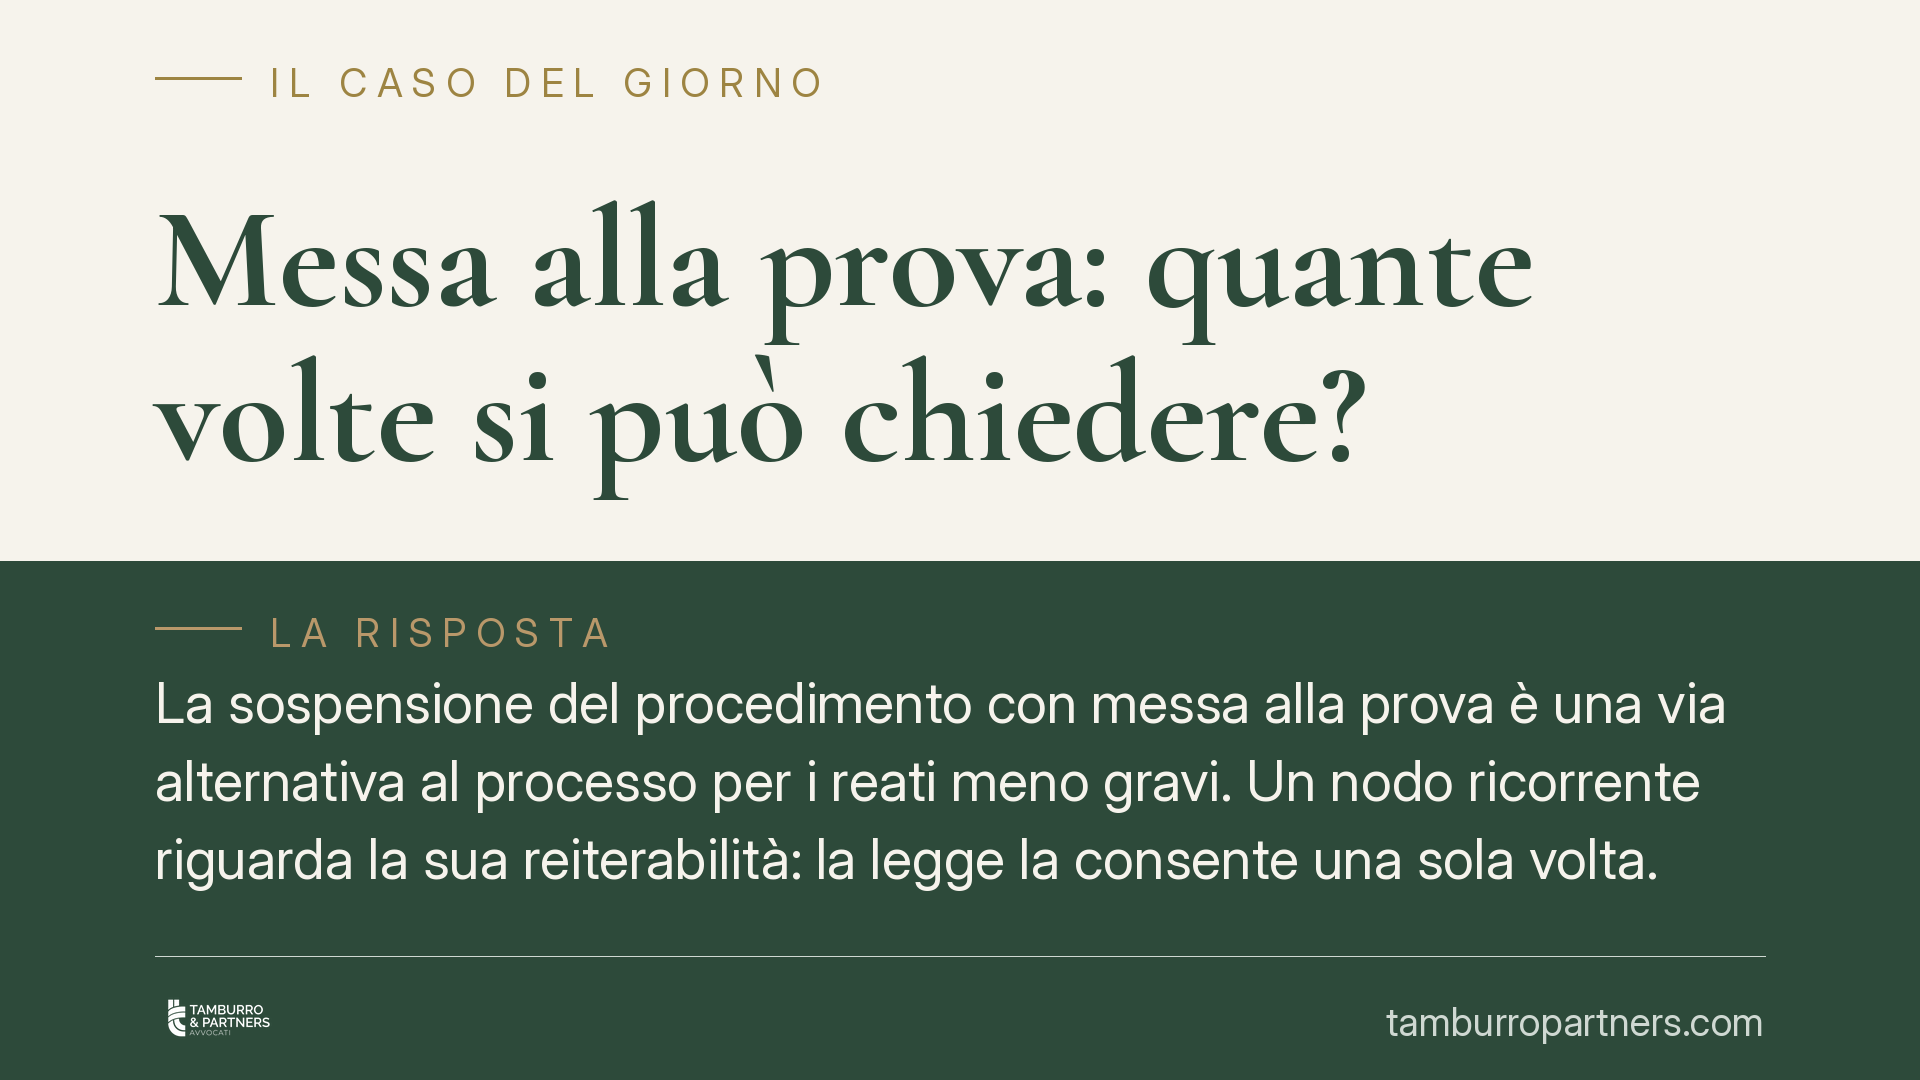 IL CASO DEL GIORNO
Messa alla prova: quante
volte si può chiedere?
LA RISPOSTA
La sospensione del procedimento con messa alla prova è una via
alternativa al processo per i reati meno gravi. Un nodo ricorrente
riguarda la sua reiterabilità: la legge la consente una sola volta.
TAMBURRO
& PARTNERS
AVVOCATI
tamburropartners.com